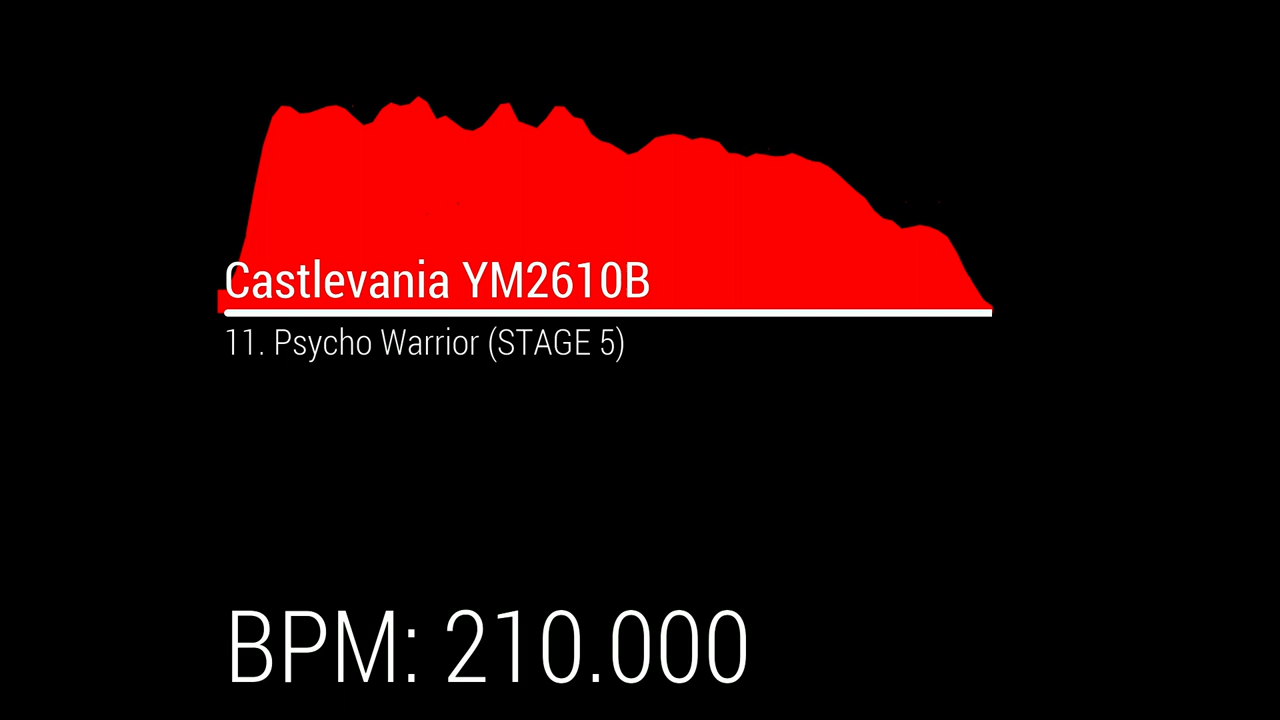 Castlevania YM2610B
11. Psycho Warrior (STAGE 5)
BPM: 210.000